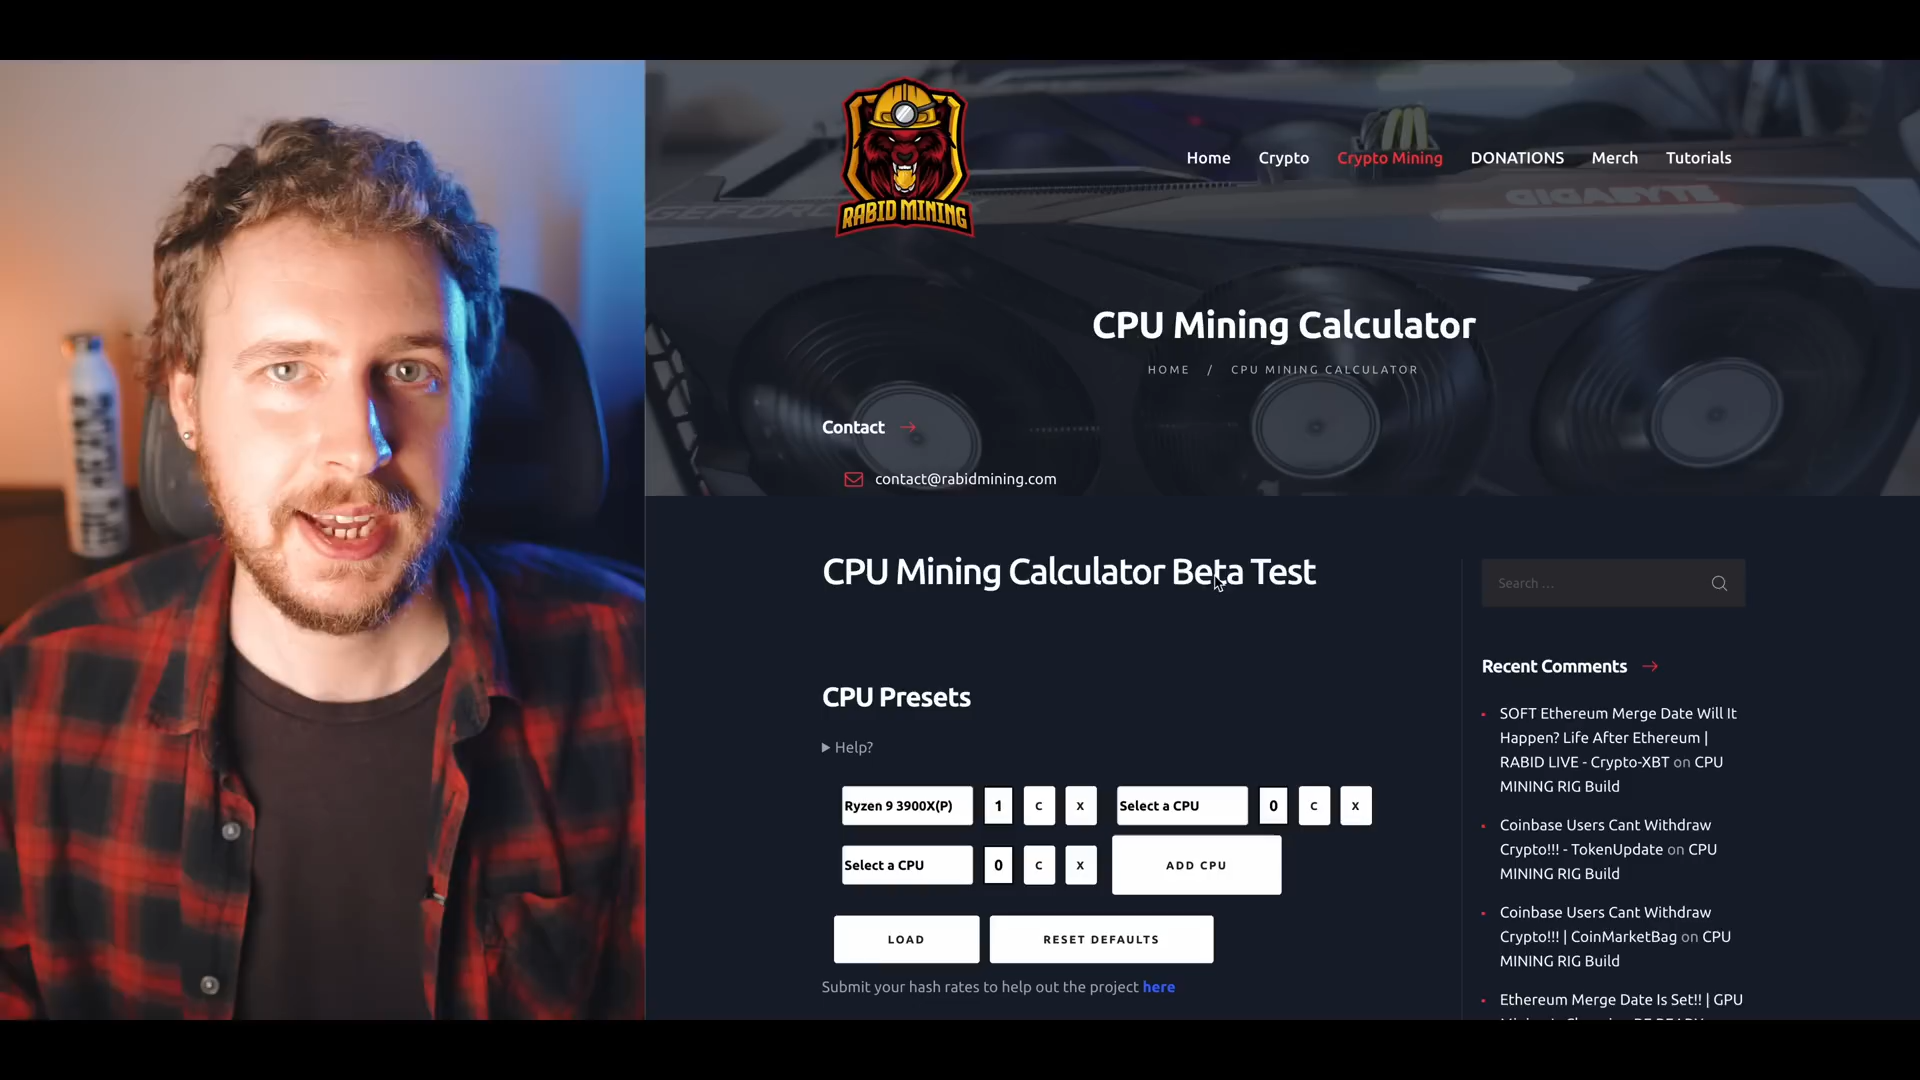 RABID MINING
Home
Crypto
Crypto Mining
DONATIONS
Merch
Tutorials
GIGABYTE
CPU Mining Calculator
HOME / CPU MINING CALCULATOR
Contact
contact@rabidmining.com
CPU Mining Calculator Beta Test
CPU Presets
Help?
Ryzen 9 3900X(P) 1 C X Select a CPU 0 C X
Select a CPU 0 C X ADD CPU
LOAD RESET DEFAULTS
Submit your hash rates to help out the project here
Search ...
Recent Comments
SOFT Ethereum Merge Date Will It
Happen? Life After Ethereum |
RABID LIVE - Crypto-XBT on CPU
MINING RIG Build
Coinbase Users Cant Withdraw
Crypto!!! - TokenUpdate on CPU
MINING RIG Build
Coinbase Users Cant Withdraw
Crypto!!! | CoinMarketBag on CPU
MINING RIG Build
Ethereum Merge Date Is Set!! | GPU